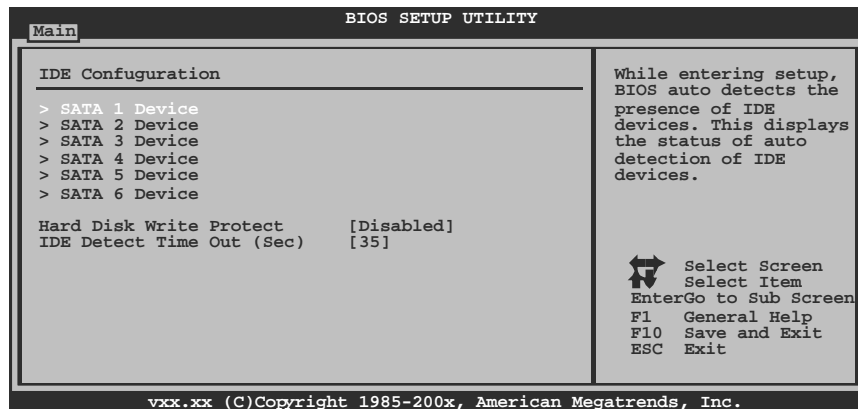 BIOS SETUP UTILITY
Main
IDE Confuguration
> SATA 1 Device
> SATA 2 Device
> SATA 3 Device
> SATA 4 Device
> SATA 5 Device
> SATA 6 Device
Hard Disk Write Protect [Disabled]
IDE Detect Time Out (Sec) [35]
While entering setup,
BIOS auto detects the
presence of IDE
devices. This displays
the status of auto
detection of IDE
devices.
Select Screen
Select Item
EnterGo to Sub Screen
F1 General Help
F10 Save and Exit
ESC Exit
vxx.xx (C)Copyright 1985-200x, American Megatrends, Inc.